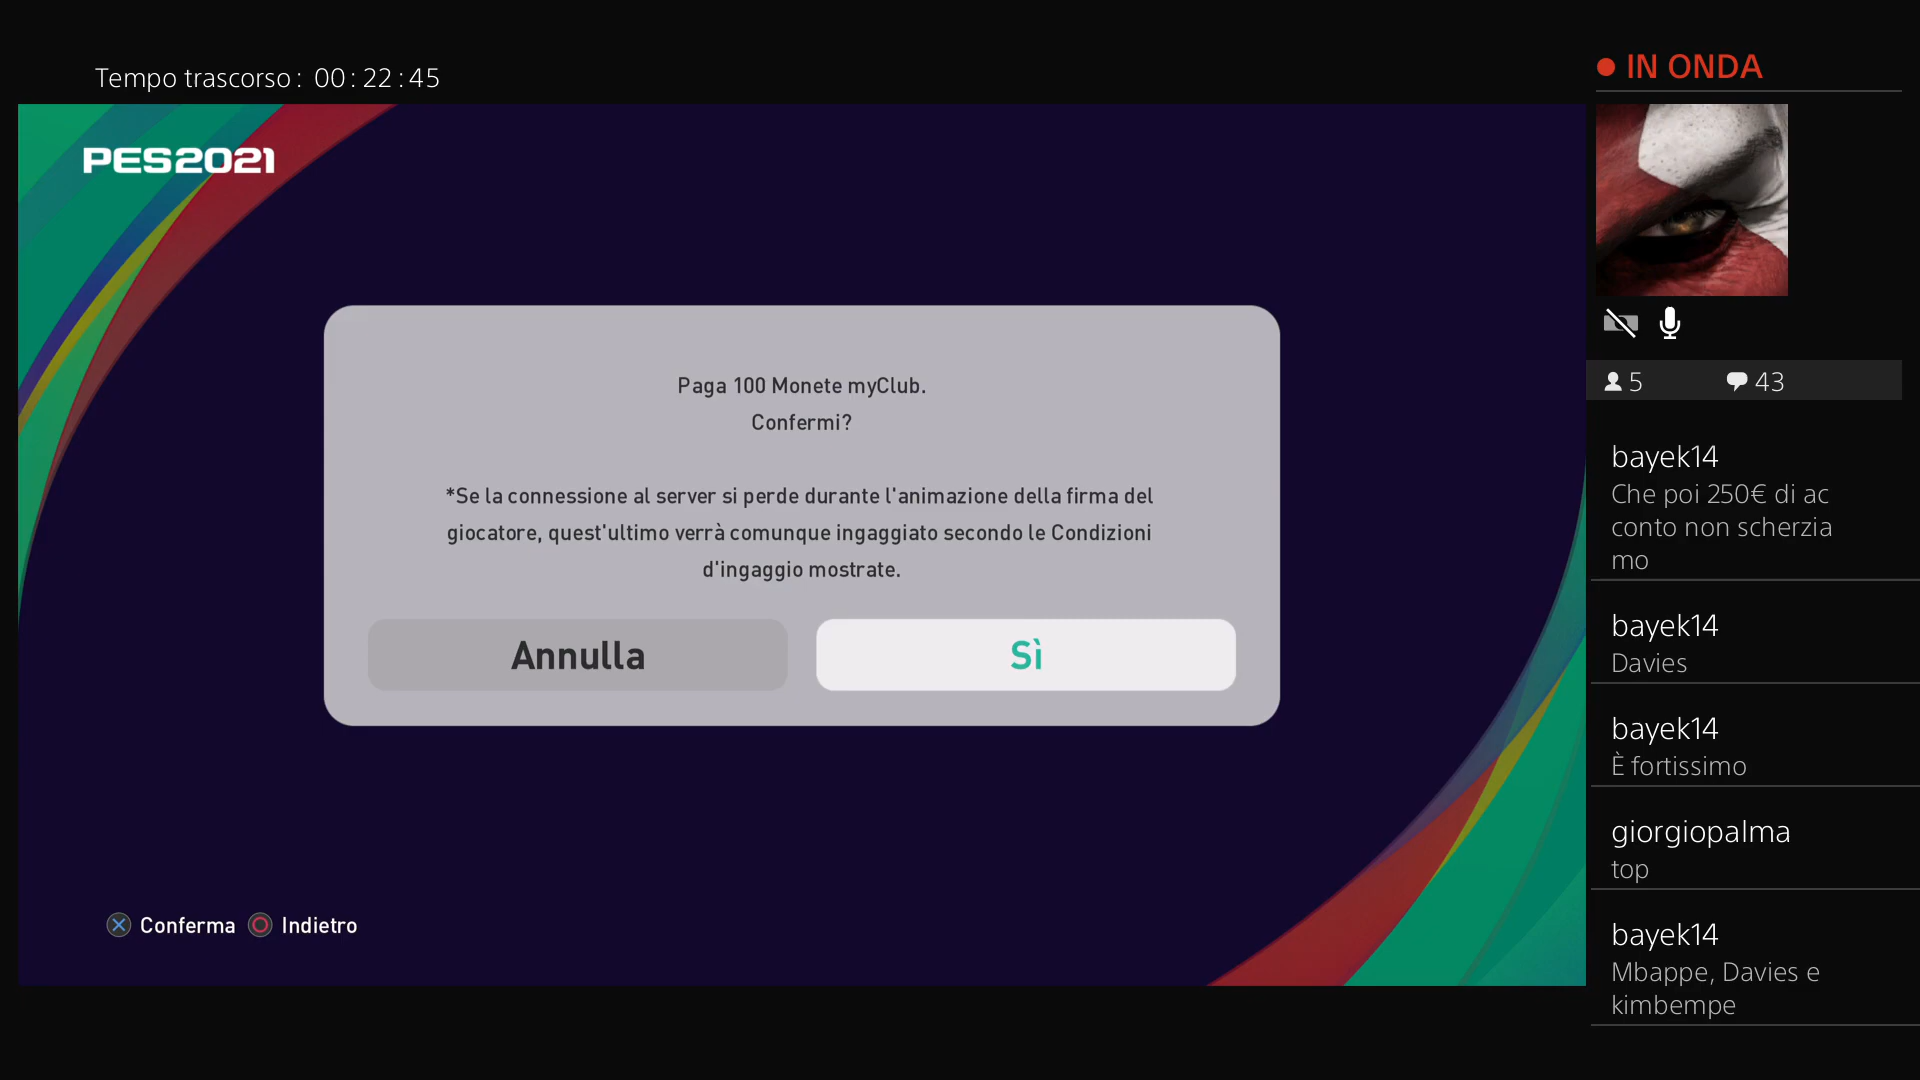 Tempo trascorso: 00:22:45
IN ONDA
PES2021
Paga 100 Monete myClub.
Confermi?
*Se la connessione al server si perde durante l'animazione della firma del
giocatore, quest'ultimo verrà comunque ingaggiato secondo le Condizioni
d'ingaggio mostrate.
Annulla
Sì
Conferma
Indietro
5
43
bayek14
Che poi 250€ di ac
conto non scherzia
mo
bayek14
Davies
bayek14
È fortissimo
giorgiopalma
top
bayek14
Mbappe, Davies e
kimbempe